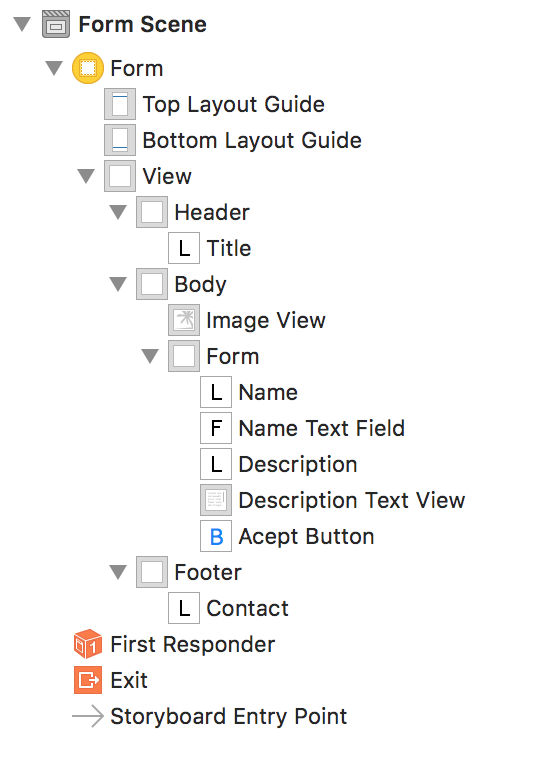 Form Scene
Form
Top Layout Guide
Bottom Layout Guide
View
Header
L Title
Body
Image View
Form
L Name
F Name Text Field
L Description
Description Text View
B Acept Button
Footer
L Contact
1 First Responder
Exit
Storyboard Entry Point